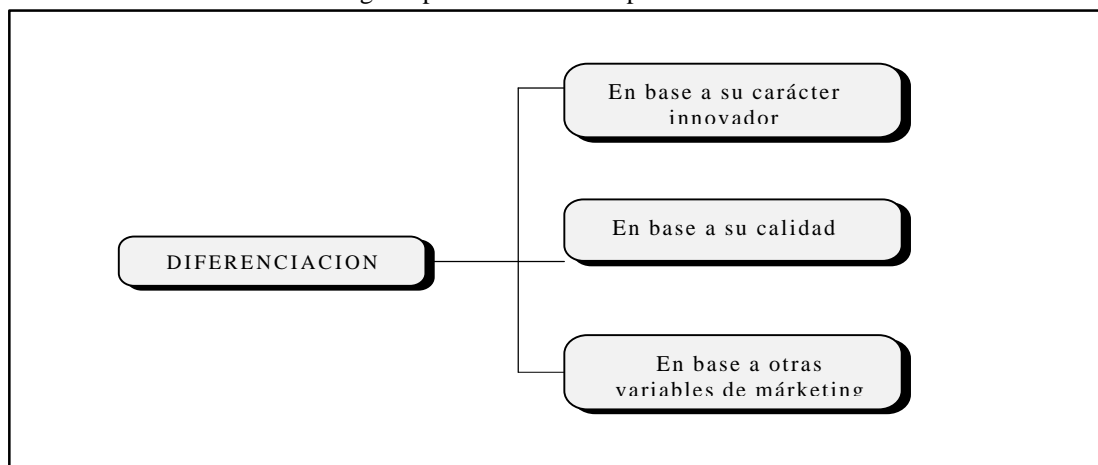 DIFERENCIACION
En base a su carácter
innovador
En base a su calidad
En base a otras
variables de márketing